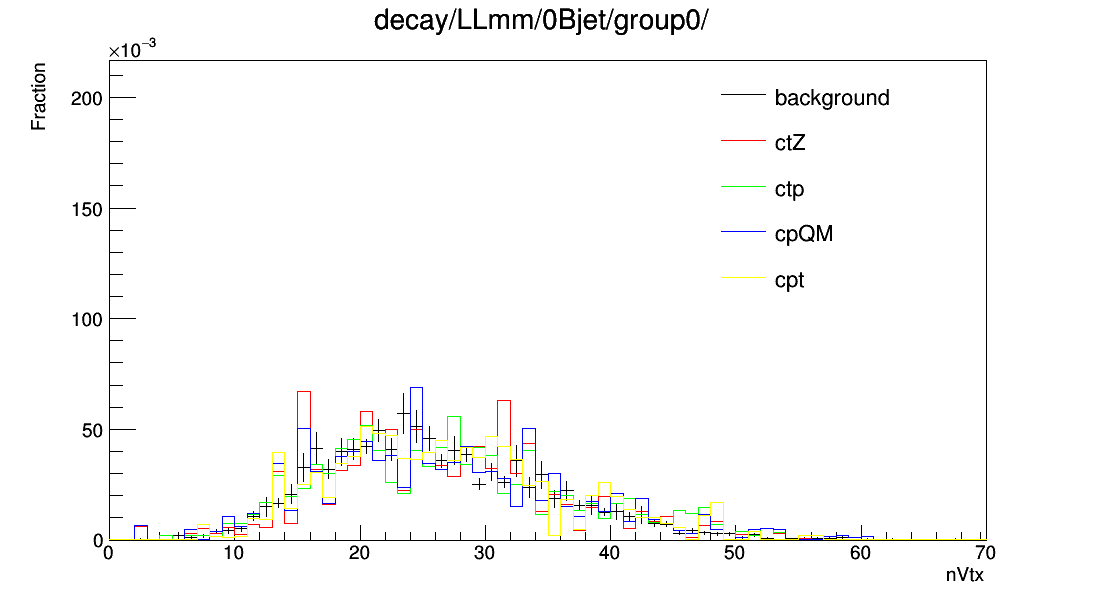 decay/LLmm/0Bjet/group0/
×10⁻³
Fraction
200
150
100
50
0
background
ctZ
ctp
cpQM
cpt
0 10 20 30 40 50 60 70
nVtx